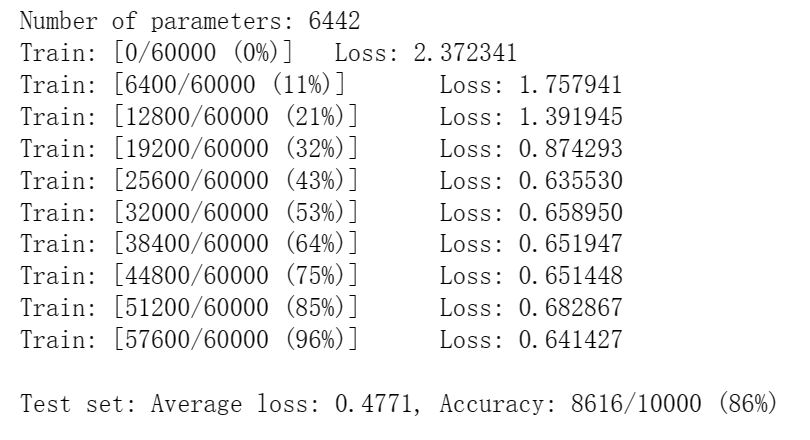 Number of parameters: 6442
Train: [0/60000 (0%)]   Loss: 2.372341
Train: [6400/60000 (11%)]       Loss: 1.757941
Train: [12800/60000 (21%)]      Loss: 1.391945
Train: [19200/60000 (32%)]      Loss: 0.874293
Train: [25600/60000 (43%)]      Loss: 0.635530
Train: [32000/60000 (53%)]      Loss: 0.658950
Train: [38400/60000 (64%)]      Loss: 0.651947
Train: [44800/60000 (75%)]      Loss: 0.651448
Train: [51200/60000 (85%)]      Loss: 0.682867
Train: [57600/60000 (96%)]      Loss: 0.641427
Test set: Average loss: 0.4771, Accuracy: 8616/10000 (86%)